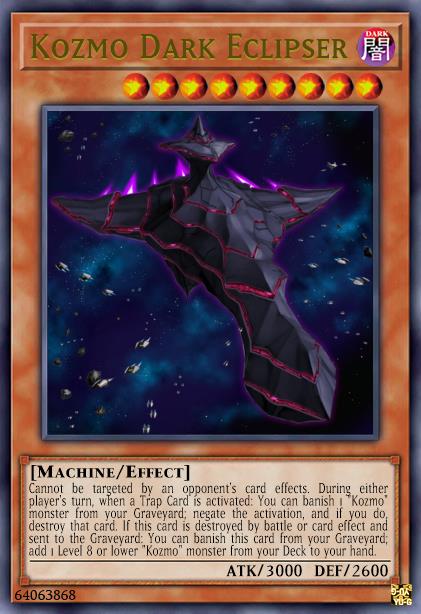 Kozmo Dark Eclipser
DARK
闇
[Machine/Effect]
Cannot be targeted by an opponent's card effects. During either
player's turn, when a Trap Card is activated: You can banish 1 "Kozmo"
monster from your Graveyard; negate the activation, and if you do,
destroy that card. If this card is destroyed by battle or card effect and
sent to the Graveyard: You can banish this card from your Graveyard;
add 1 Level 8 or lower "Kozmo" monster from your Deck to your hand.
ATK/3000 DEF/2600
64063868